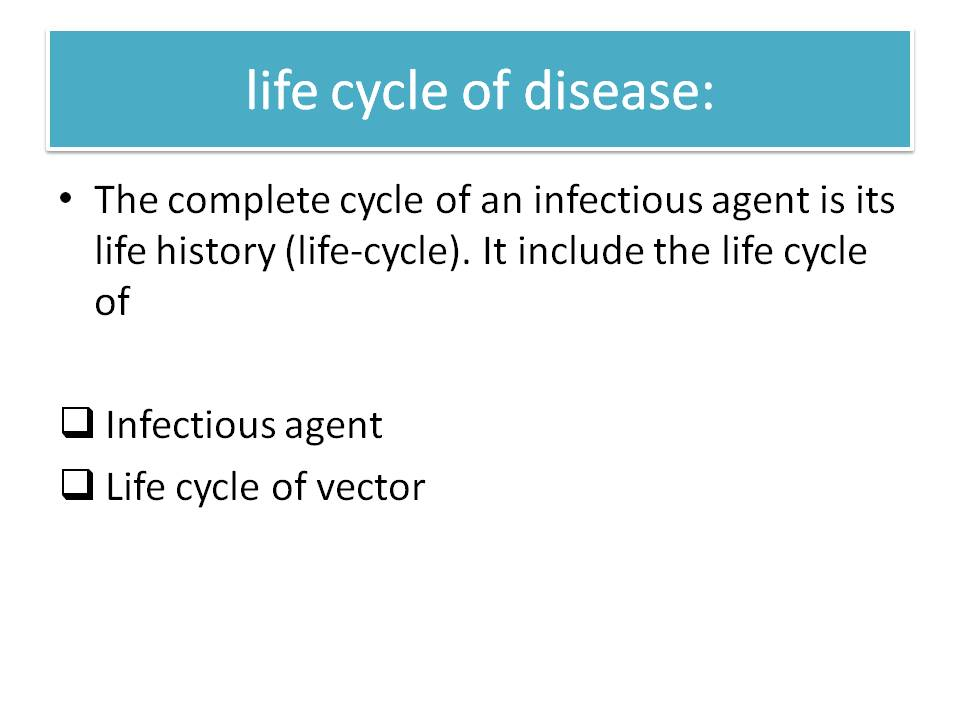 life cycle of disease:
• The complete cycle of an infectious agent is its
life history (life-cycle). It include the life cycle
of
❑ Infectious agent
❑ Life cycle of vector